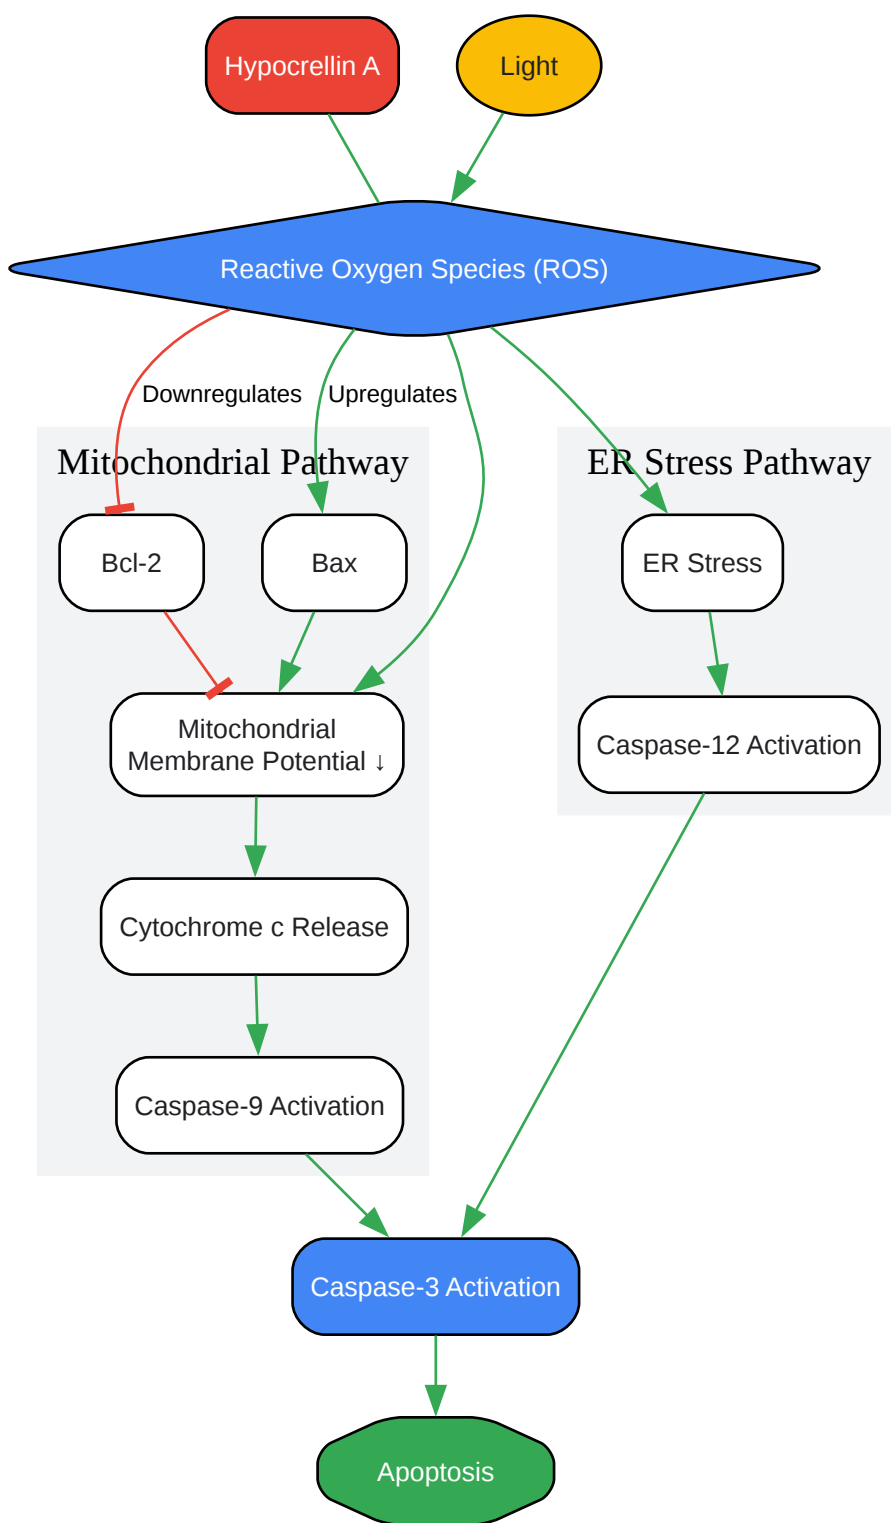 Hypocrellin A
Light
Reactive Oxygen Species (ROS)
Downregulates
Upregulates
Mitochondrial Pathway
ER Stress Pathway
Bcl-2
Bax
ER Stress
Mitochondrial
Membrane Potential ↓
Caspase-12 Activation
Cytochrome c Release
Caspase-9 Activation
Caspase-3 Activation
Apoptosis